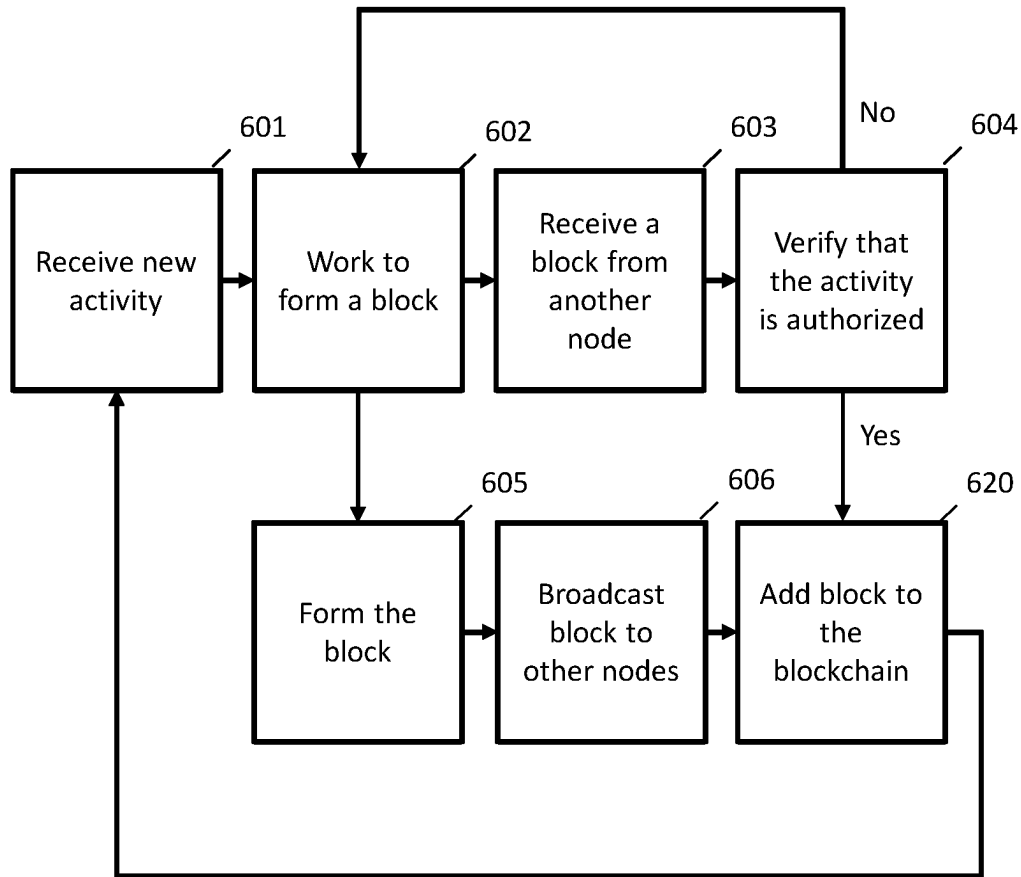 No
601
602
603
604
Receive new
activity
Work to
form a block
Receive a
block from
another
node
Verify that
the activity
is authorized
Yes
605
606
620
Form the
block
Broadcast
block to
other nodes
Add block to
the
blockchain